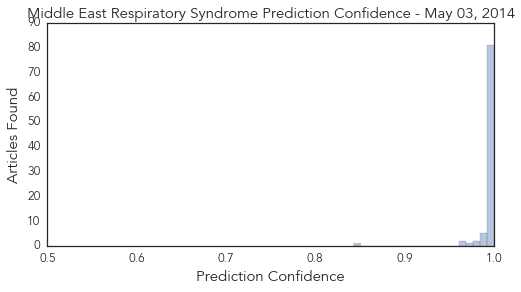 Middle East Respiratory Syndrome Prediction Confidence - May 03, 2014
90
80
70
60
50
40
30
20
10
0
Articles Found
0.5 0.6 0.7 0.8 0.9 1.0
Prediction Confidence